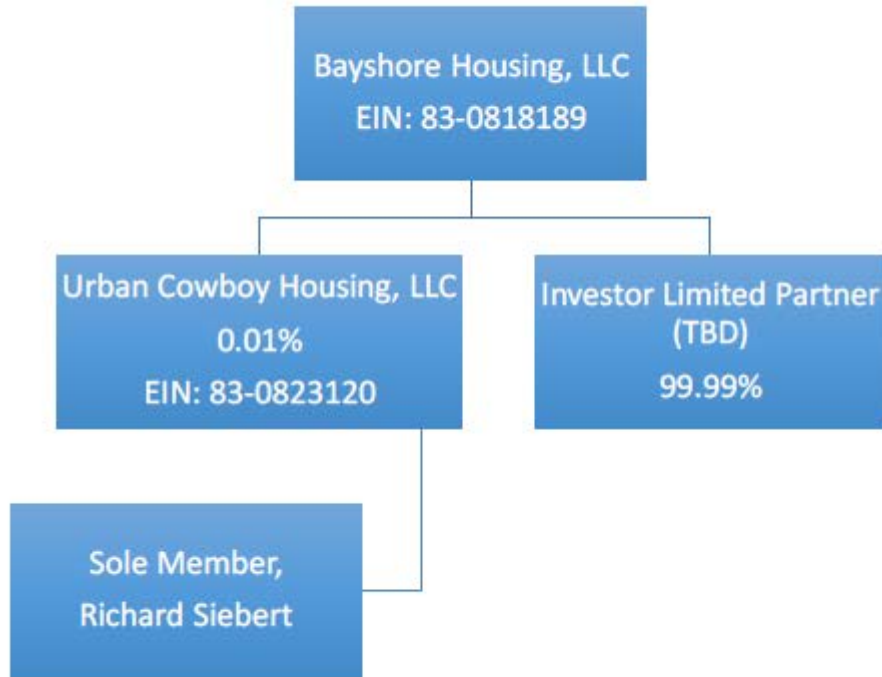 Bayshore Housing, LLC
EIN: 83-0818189
Urban Cowboy Housing, LLC
0.01%
EIN: 83-0823120
Investor Limited Partner
(TBD)
99.99%
Sole Member,
Richard Siebert